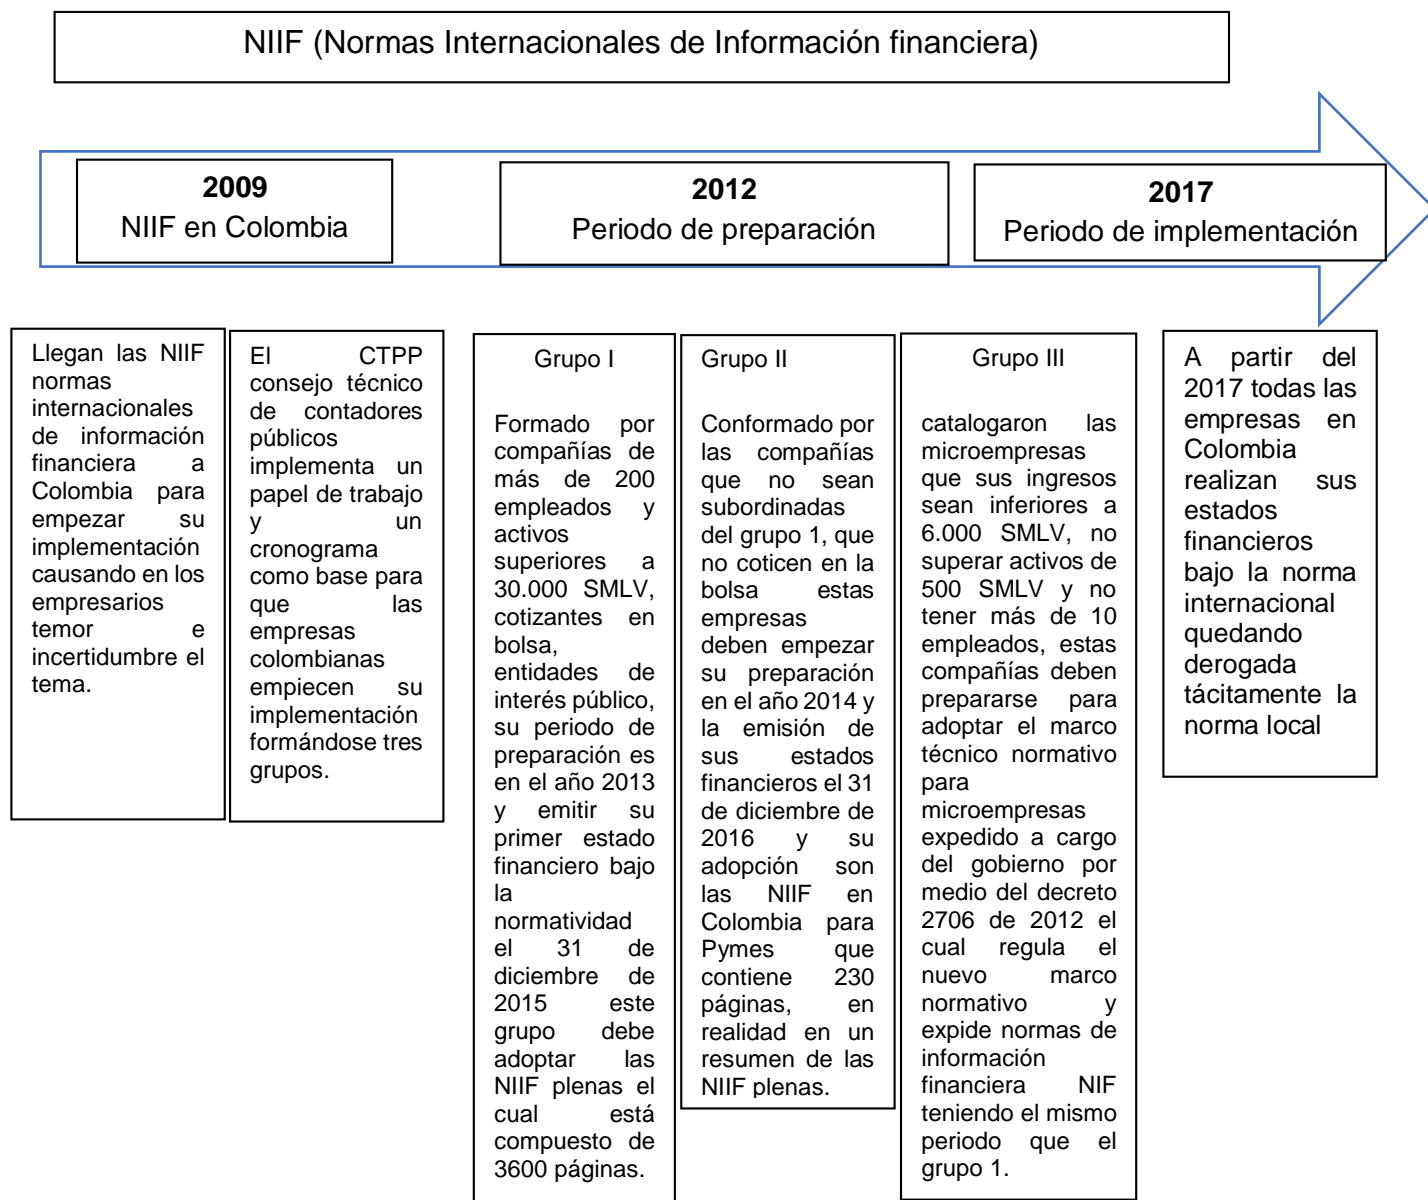 NIIF (Normas Internacionales de Información financiera)
2009
NIIF en Colombia
2012
Periodo de preparación
2017
Periodo de implementación
Llegan las NIIF
normas
internacionales
de información
financiera a
Colombia para
empezar su
implementación
causando en los
empresarios
temor e
incertidumbre el
tema.
El CTPP
consejo técnico
de contadores
públicos
implementa un
papel de trabajo
y un
cronograma
como base para
que las
empresas
colombianas
empiecen su
implementación
formándose tres
grupos.
Grupo I
Formado por
compañías de
más de 200
empleados y
activos
superiores a
30.000 SMLV,
cotizantes en
bolsa,
entidades de
interés público,
su periodo de
preparación es
en el año 2013
y emitir su
primer estado
financiero bajo
la
normatividad
el 31 de
diciembre de
2015 este
grupo debe
adoptar las
NIIF plenas el
cual está
compuesto de
3600 páginas.
Grupo II
Conformado por
las compañías
que no sean
subordinadas
del grupo 1, que
no coticen en la
bolsa estas
empresas
deben empezar
su preparación
en el año 2014 y
la emisión de
sus estados
financieros el 31
de diciembre de
2016 y su
adopción son
las NIIF en
Colombia para
Pymes que
contiene 230
páginas, en
realidad en un
resumen de las
NIIF plenas.
Grupo III
catalogaron las
microempresas
que sus ingresos
sean inferiores a
6.000 SMLV, no
superar activos de
500 SMLV y no
tener más de 10
empleados, estas
compañías deben
prepararse para
adoptar el marco
técnico normativo
para
microempresas
expedido a cargo
del gobierno por
medio del decreto
2706 de 2012 el
cual regula el
nuevo marco
normativo y
expide normas de
información
financiera NIF
teniendo el mismo
periodo que el
grupo 1.
A partir del
2017 todas las
empresas en
Colombia
realizan sus
estados
financieros
bajo la norma
internacional
quedando
derogada
tácitamente la
norma local